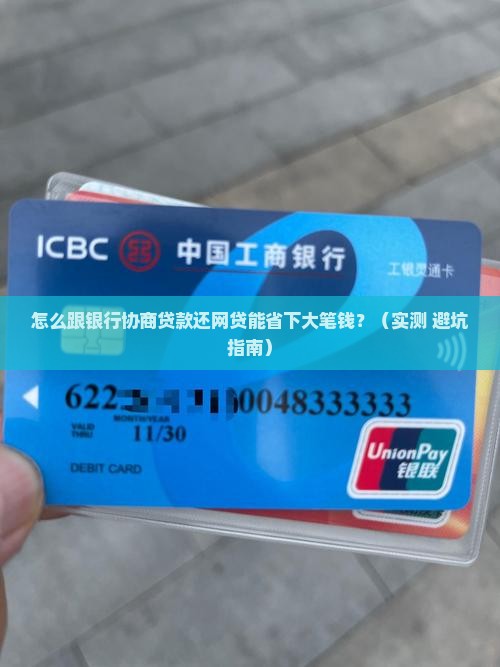 ICBC 中国工商银行
工银灵通卡
怎么跟银行协商贷款还网贷能省下大笔钱？（实测 避坑
指南）
622 0048333333
MONTH/YEAR
VALID
THRU 11/30
DEBIT CARD
UnionPay
银联